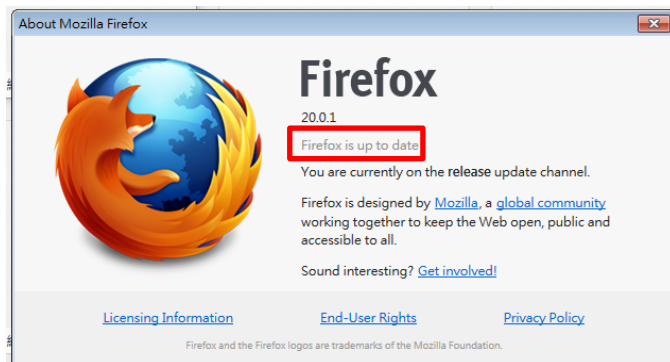 About Mozilla Firefox
Firefox
20.0.1
Firefox is up to date
You are currently on the release update channel.
Firefox is designed by Mozilla, a global community
working together to keep the Web open, public and
accessible to all.
Sound interesting? Get involved!
Licensing Information End-User Rights Privacy Policy
Firefox and the Firefox logos are trademarks of the Mozilla Foundation.